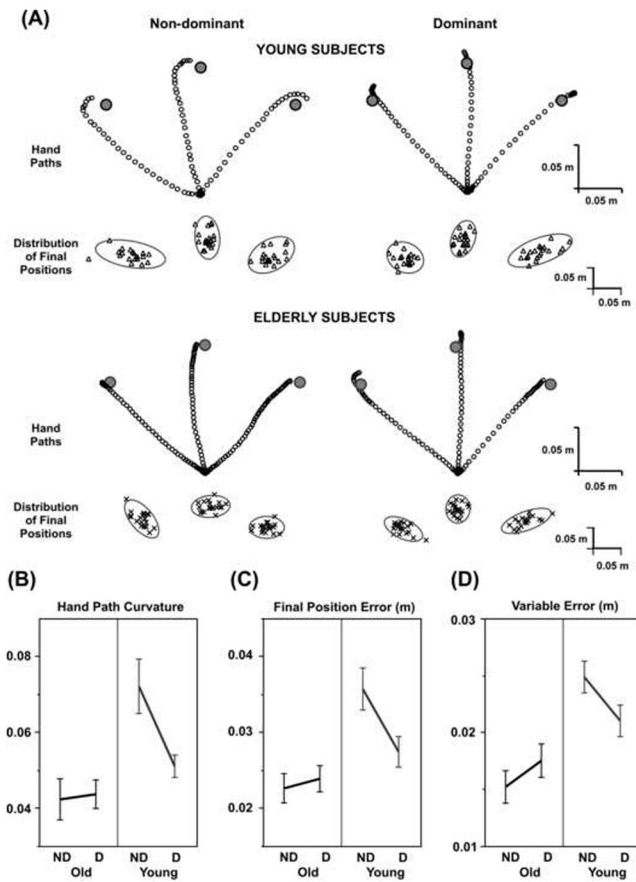 (A)
Non-dominant Dominant
YOUNG SUBJECTS
Hand
Paths
0.05 m
0.05 m
Distribution
of Final
Positions
0.05 m
0.05 m
ELDERLY SUBJECTS
Hand
Paths
0.05 m
0.05 m
Distribution
of Final
Positions
0.05 m
0.05 m
(B) (C) (D)
Hand Path Curvature Final Position Error (m) Variable Error (m)
0.08
0.06
0.04
ND D ND D
Old Young
0.04
0.03
0.02
ND D ND D
Old Young
0.03
0.02
0.01
ND D ND D
Old Young